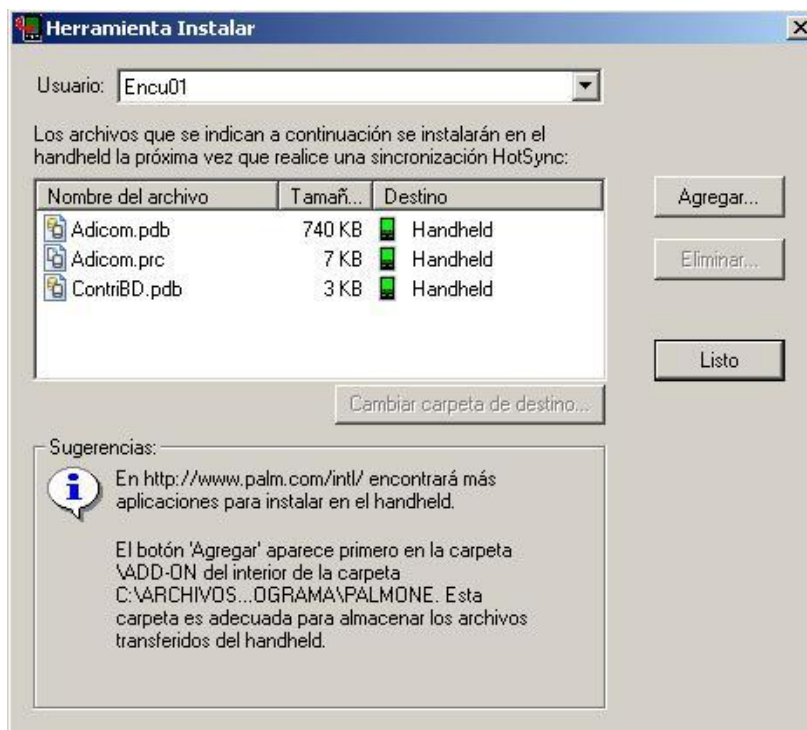 Herramienta Instalar
Usuario: Encu01
Los archivos que se indican a continuación se instalarán en el
handheld la próxima vez que realice una sincronización HotSync:
Nombre del archivo Tamañ... Destino
Adicom.pdb 740 KB Handheld
Adicom.prc 7 KB Handheld
ContriBD.pdb 3 KB Handheld
Agregar...
Eliminar...
Listo
Cambiar carpeta de destino...
Sugerencias:
En http://www.palm.com/intl/ encontrará más
aplicaciones para instalar en el handheld.
El botón 'Agregar' aparece primero en la carpeta
\ADD-ON del interior de la carpeta
C:\ARCHIVOS...OGRAMA\PALMONE. Esta
carpeta es adecuada para almacenar los archivos
transferidos del handheld.